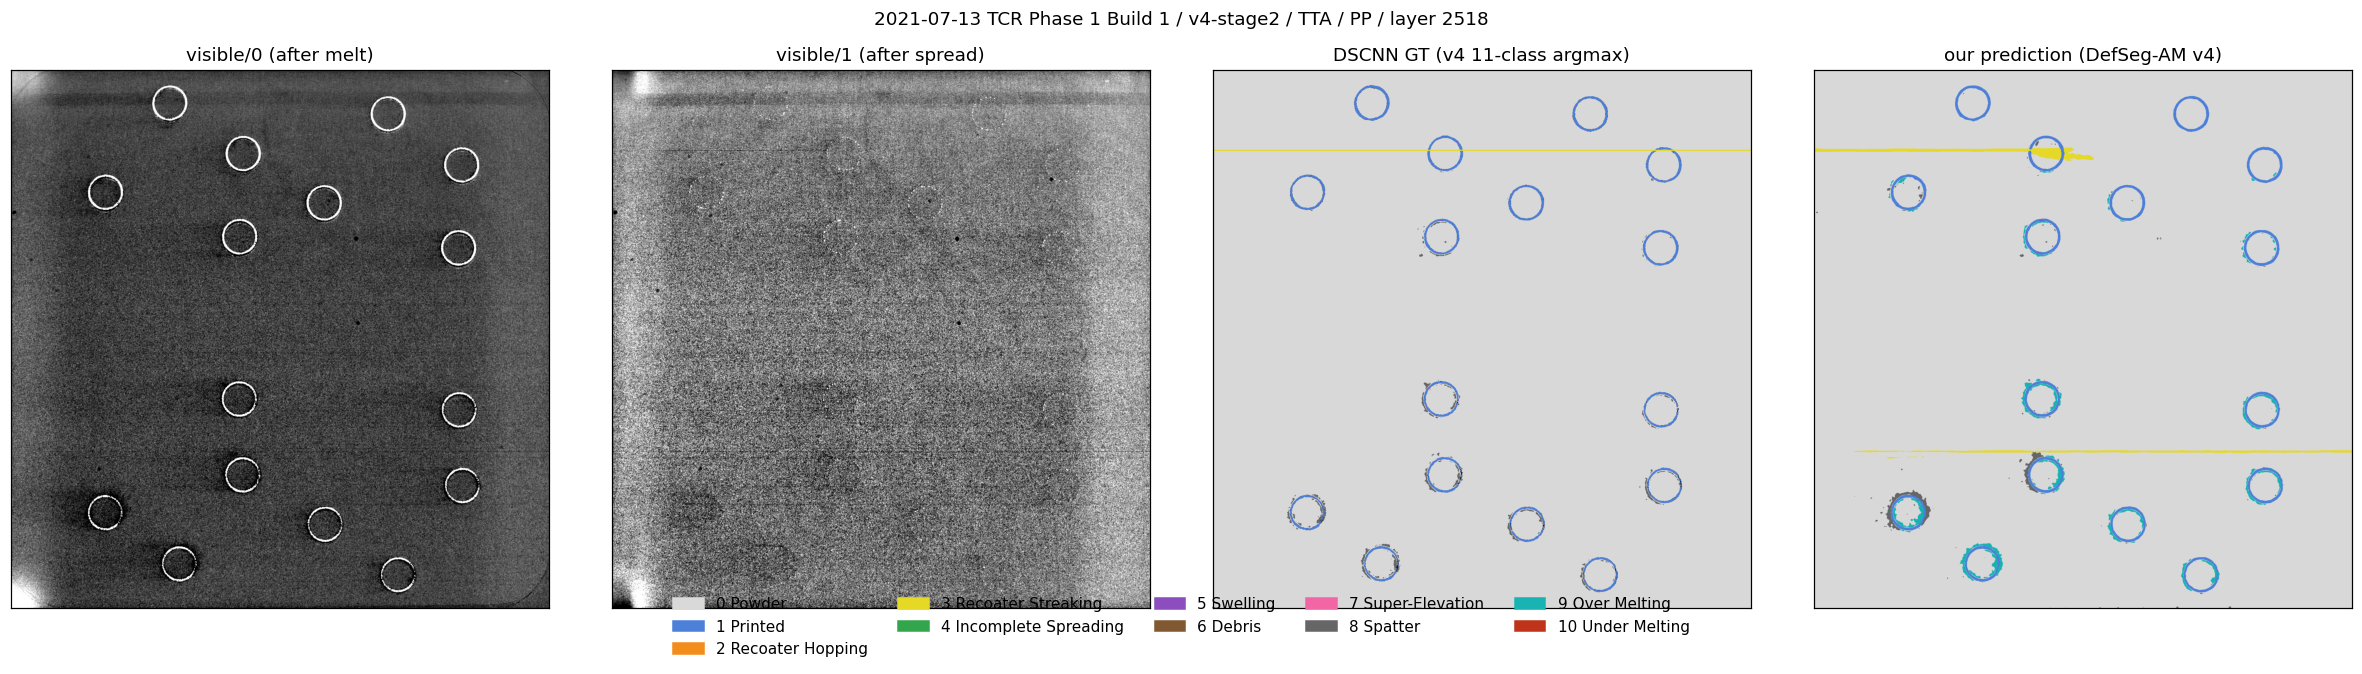 2021-07-13 TCR Phase 1 Build 1 / v4-stage2 / TTA / PP / layer 2518
visible/0 (after melt)
visible/1 (after spread)
DSCNN GT (v4 11-class argmax)
our prediction (DefSeg-AM v4)
0 Powder
1 Printed
2 Recoater Hopping
3 Recoater Streaking
4 Incomplete Spreading
5 Swelling
6 Debris
7 Super-Elevation
8 Spatter
9 Over Melting
10 Under Melting